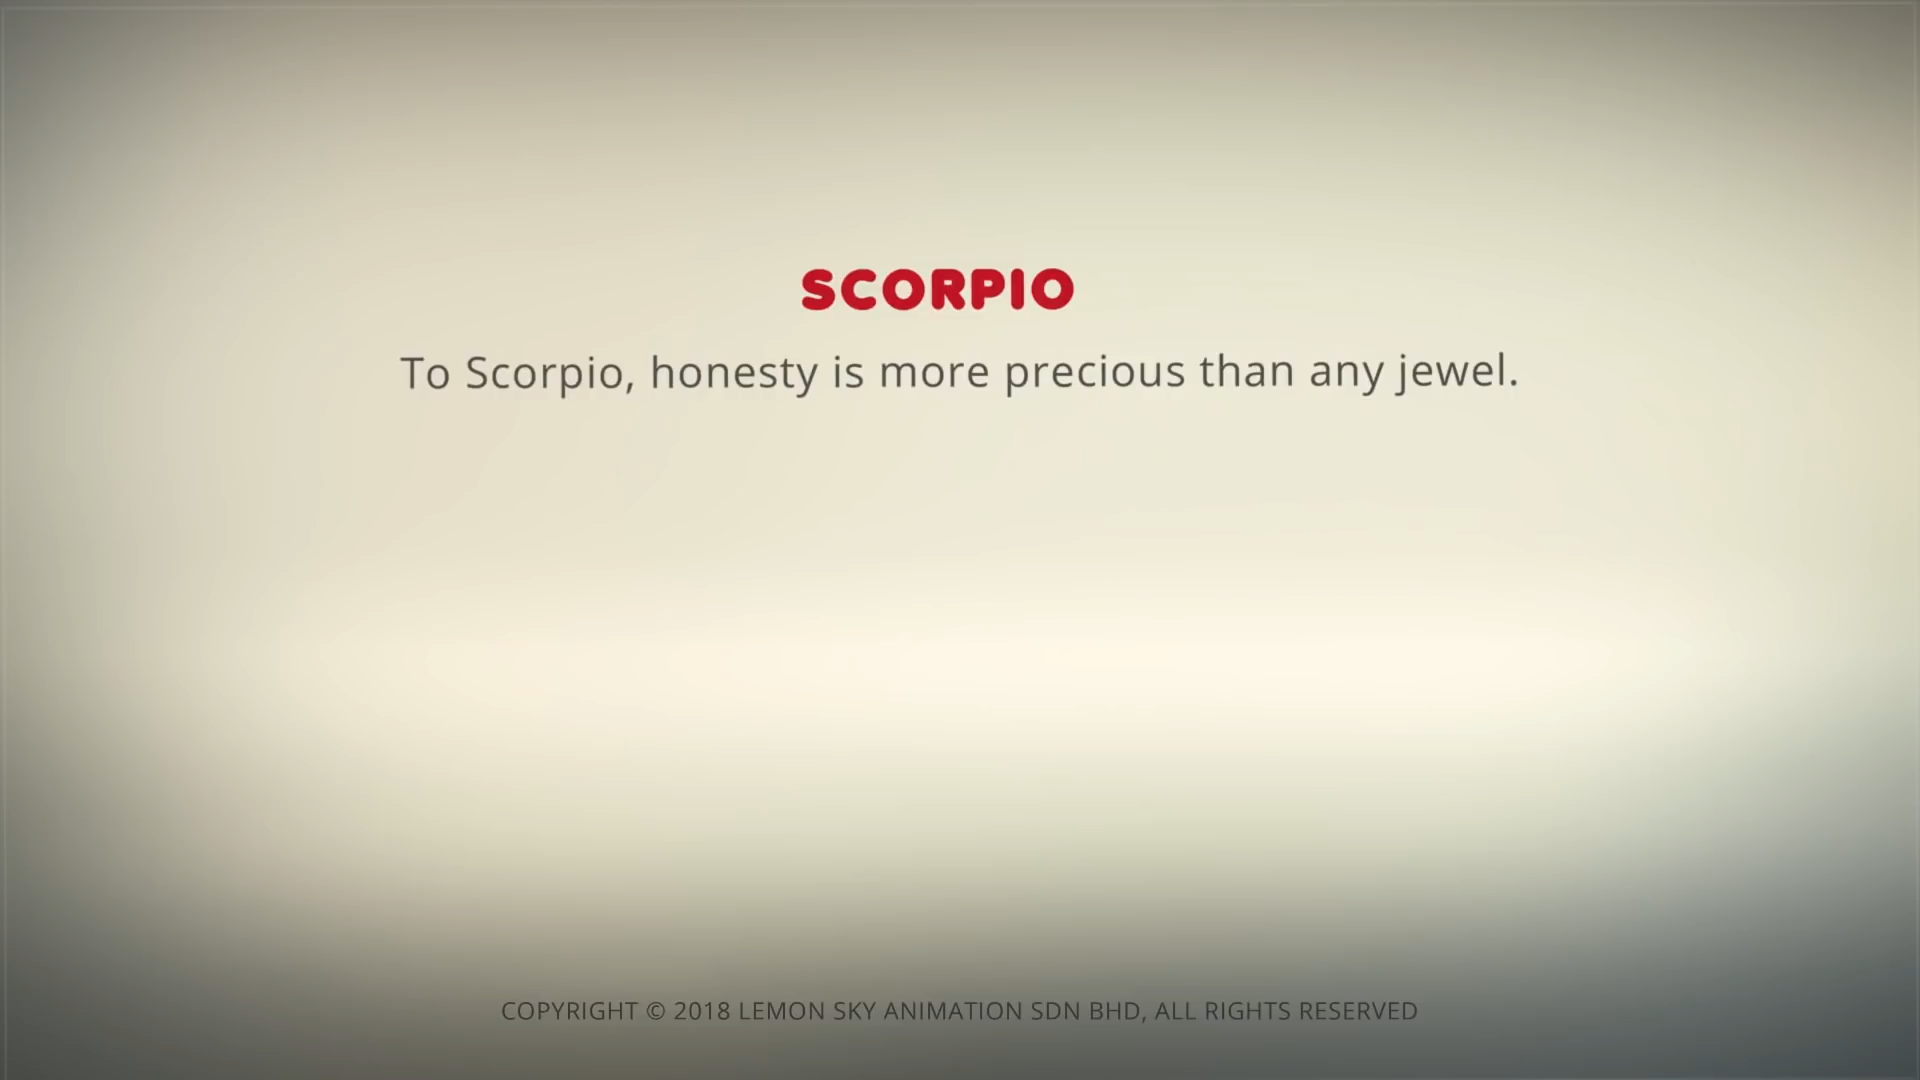 SCORPIO
To Scorpio, honesty is more precious than any jewel.
COPYRIGHT © 2018 LEMON SKY ANIMATION SDN BHD, ALL RIGHTS RESERVED